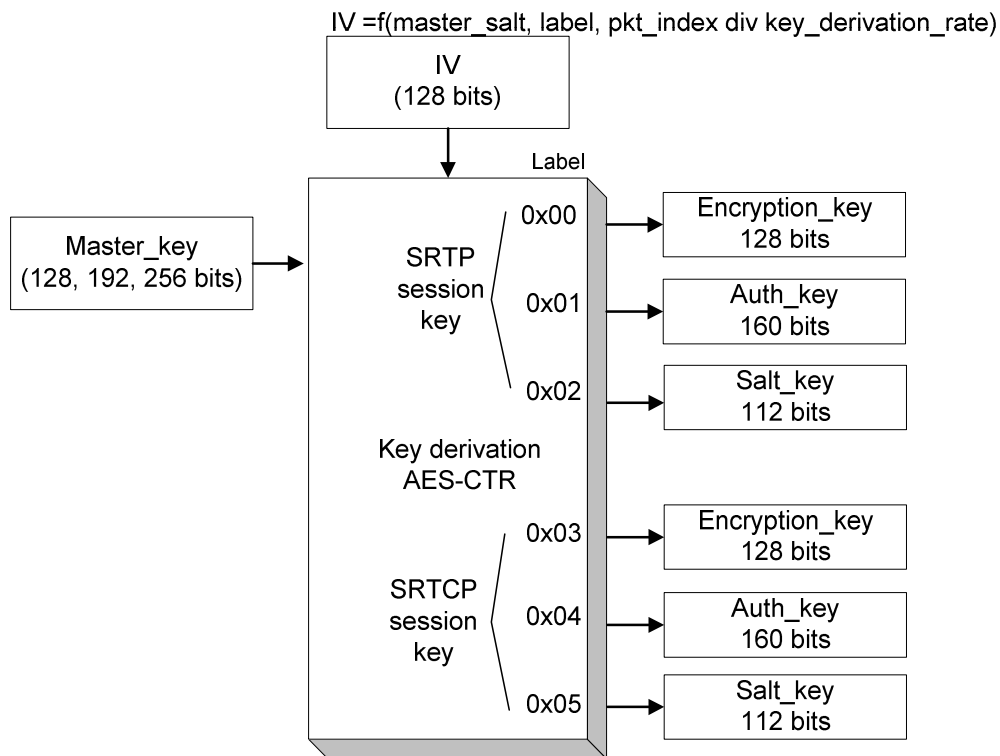 IV =f(master_salt, label, pkt_index div key_derivation_rate)
IV
(128 bits)
Label
Master_key
(128, 192, 256 bits)
SRTP
session
key
0x00
0x01
0x02
Encryption_key
128 bits
Auth_key
160 bits
Salt_key
112 bits
Key derivation
AES-CTR
SRTCP
session
key
0x03
0x04
0x05
Encryption_key
128 bits
Auth_key
160 bits
Salt_key
112 bits